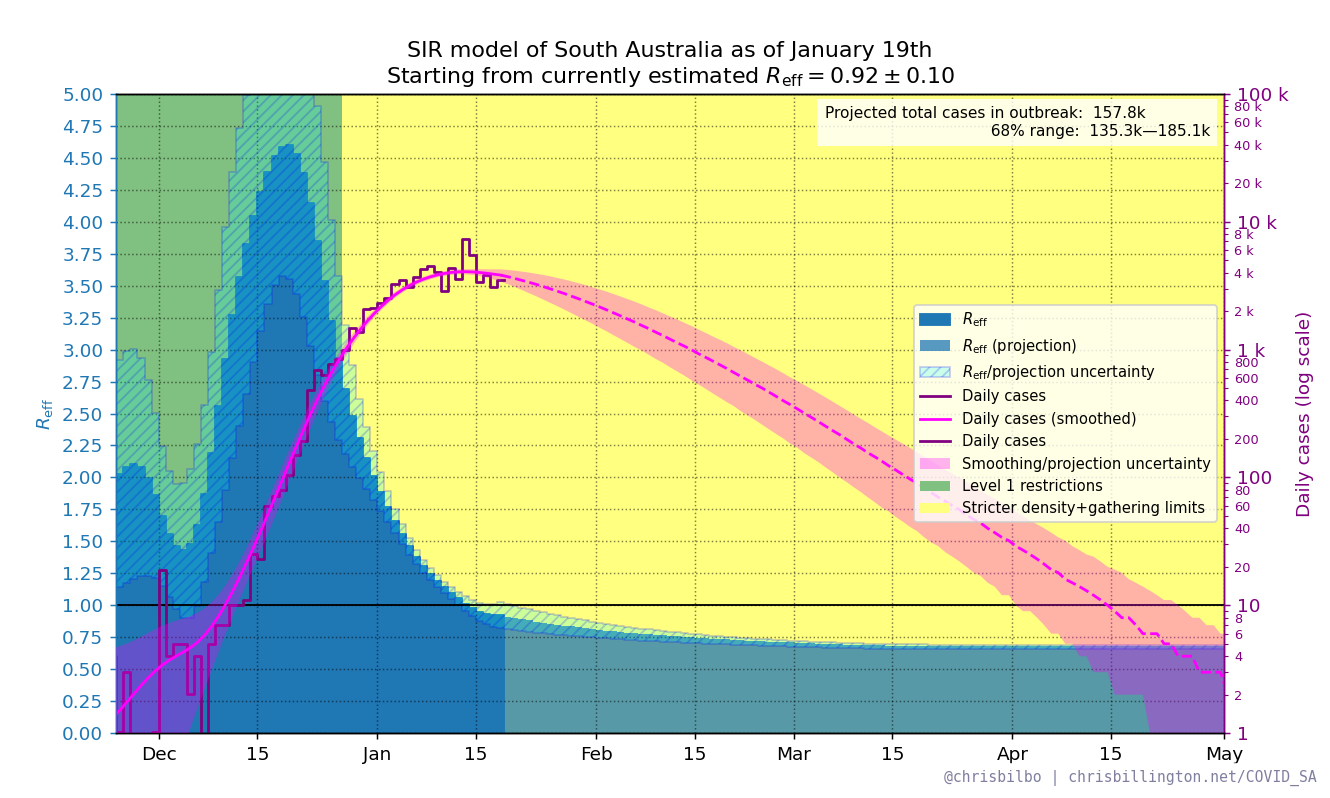 SIR model of South Australia as of January 19th
Starting from currently estimated R_eff = 0.92 ± 0.10
Projected total cases in outbreak: 157.8k
68% range: 135.3k—185.1k
5.00
4.75
4.50
4.25
4.00
3.75
3.50
3.25
3.00
2.75
2.50
2.25
2.00
1.75
1.50
1.25
1.00
0.75
0.50
0.25
0.00
R_eff
100 k
80 k
60 k
40 k
20 k
10 k
8 k
6 k
4 k
2 k
1 k
800
600
400
200
100
80
60
40
20
10
8
6
4
2
1
Daily cases (log scale)
R_eff
R_eff (projection)
R_eff/projection uncertainty
Daily cases
Daily cases (smoothed)
Daily cases
Smoothing/projection uncertainty
Level 1 restrictions
Stricter density+gathering limits
Dec 15 Jan 15 Feb 15 Mar 15 Apr 15 May
@chrisbilbo | chrisbillington.net/COVID_SA